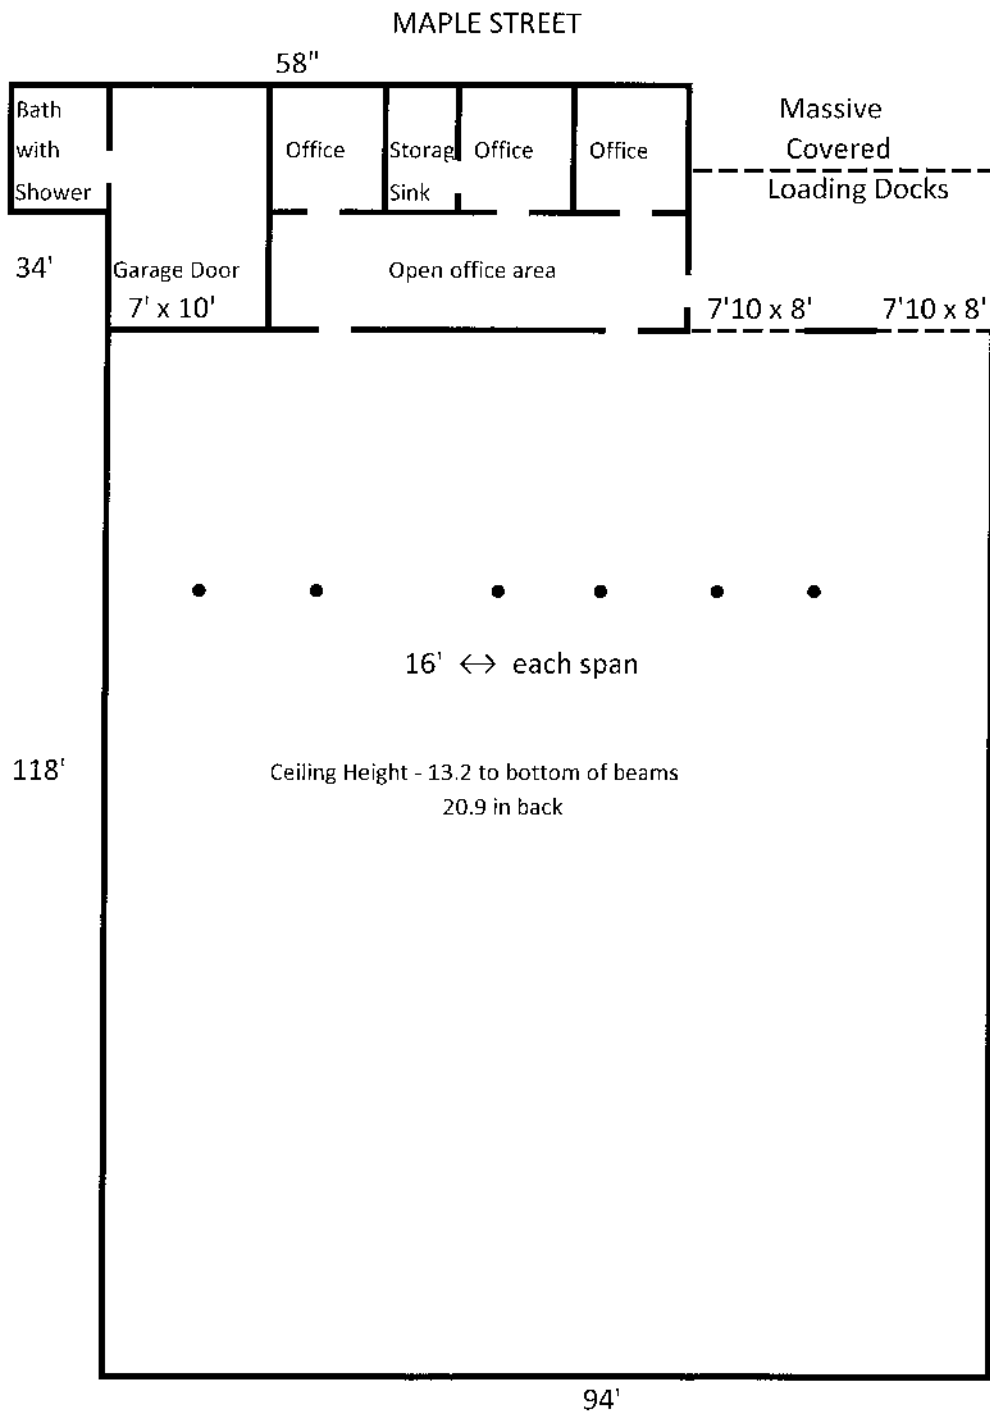 MAPLE STREET
58"
Bath
with
Shower
Office
Storag
Sink
Office
Office
Massive
Covered
Loading Docks
34'
Garage Door
7' x 10'
Open office area
7'10 x 8'
7'10 x 8'
16' ↔ each span
118'
Ceiling Height - 13.2 to bottom of beams
20.9 in back
94'